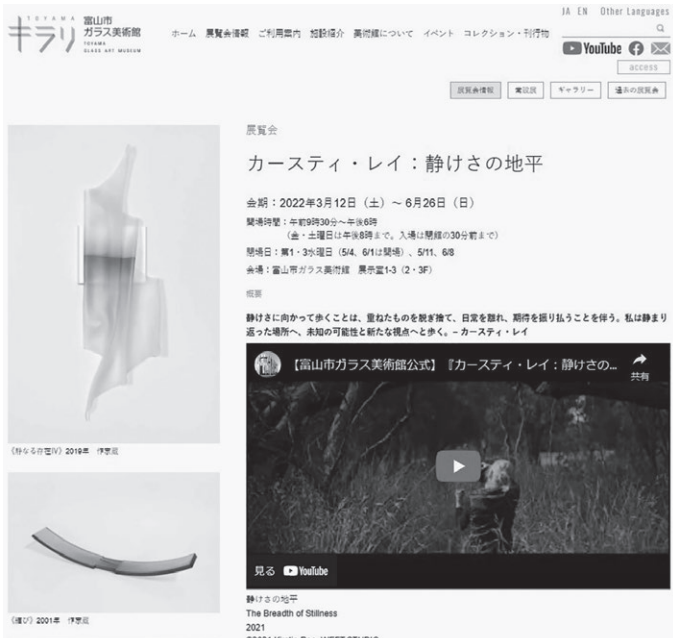 JA EN Other Languages
TOYAMA
キラリ
富山市
ガラス美術館
TOYAMA
GLASS ART MUSEUM
ホーム 展覧会情報 ご利用案内 施設紹介 美術館について イベント コレクション・刊行物
YouTube
access
展覧会情報 常設展 ギャラリー 過去の展覧会
展覧会
カースティ・レイ：静けさの地平
会期：2022年3月12日（土）～ 6月26日（日）
開場時間：午前9時30分～午後6時
（金・土曜日は午後8時まで。入場は閉館の30分前まで）
閉場日：第1・3水曜日（5/4、6/1は開場）、5/11、6/8
会場：富山市ガラス美術館 展示室1-3（2・3F）
概要
静けさに向かって歩くことは、重ねたものを脱ぎ捨て、日常を離れ、期待を振り払うことを伴う。私は静まり
返った場所へ、未知の可能性と新たな視点へと歩く。– カースティ・レイ
【富山市ガラス美術館公式】『カースティ・レイ：静けさの...
共有
見る YouTube
静けさの地平
The Breadth of Stillness
2021
《静なる存在IV》2019年 作家蔵
《結び》2001年 作家蔵